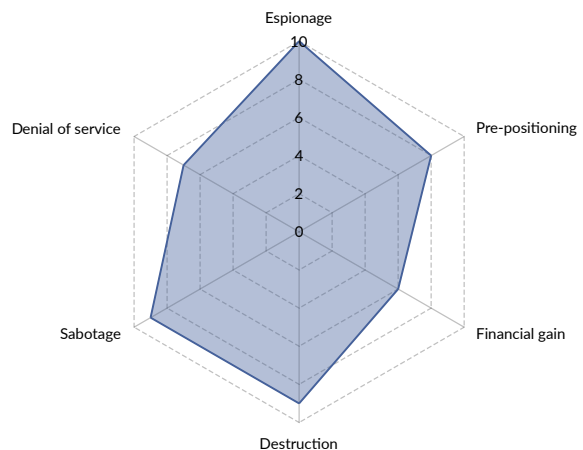 Espionage
10
8
6
4
2
0
Pre-positioning
Financial gain
Destruction
Sabotage
Denial of service